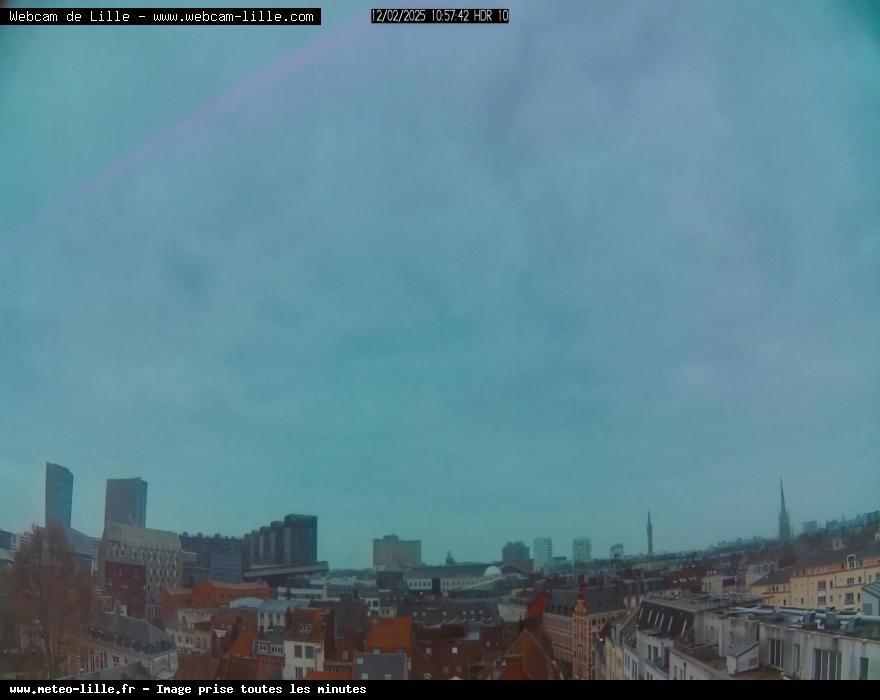 Webcam de Lille - www.webcam-lille.com
12/02/2025 10:57:42 HDR 10
www.meteo-lille.fr - Image prise toutes les minutes